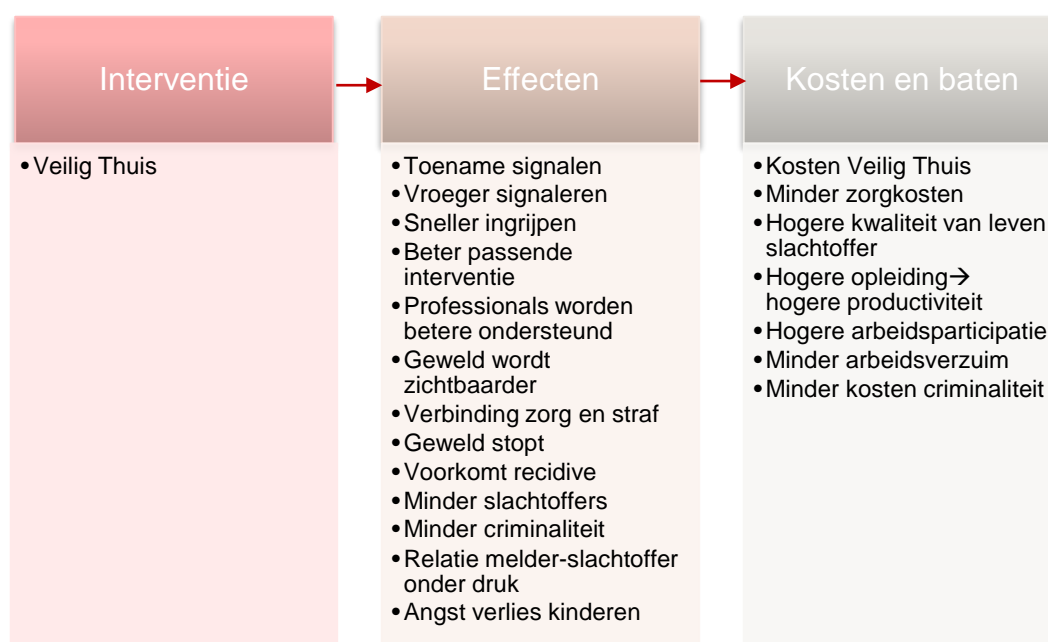 Interventie
• Veilig Thuis
Effecten
• Toename signalen
• Vroeger signaleren
• Sneller ingrijpen
• Beter passende
interventie
• Professionals worden
betere ondersteund
• Geweld wordt
zichtbaarder
• Verbinding zorg en straf
• Geweld stopt
• Voorkomt recidive
• Minder slachtoffers
• Minder criminaliteit
• Relatie melder-slachtoffer
onder druk
• Angst verlies kinderen
Kosten en baten
• Kosten Veilig Thuis
• Minder zorgkosten
• Hogere kwaliteit van leven
slachtoffer
• Hogere opleiding→
hogere productiviteit
• Hogere arbeidsparticipatie
• Minder arbeidsverzuim
• Minder kosten criminaliteit